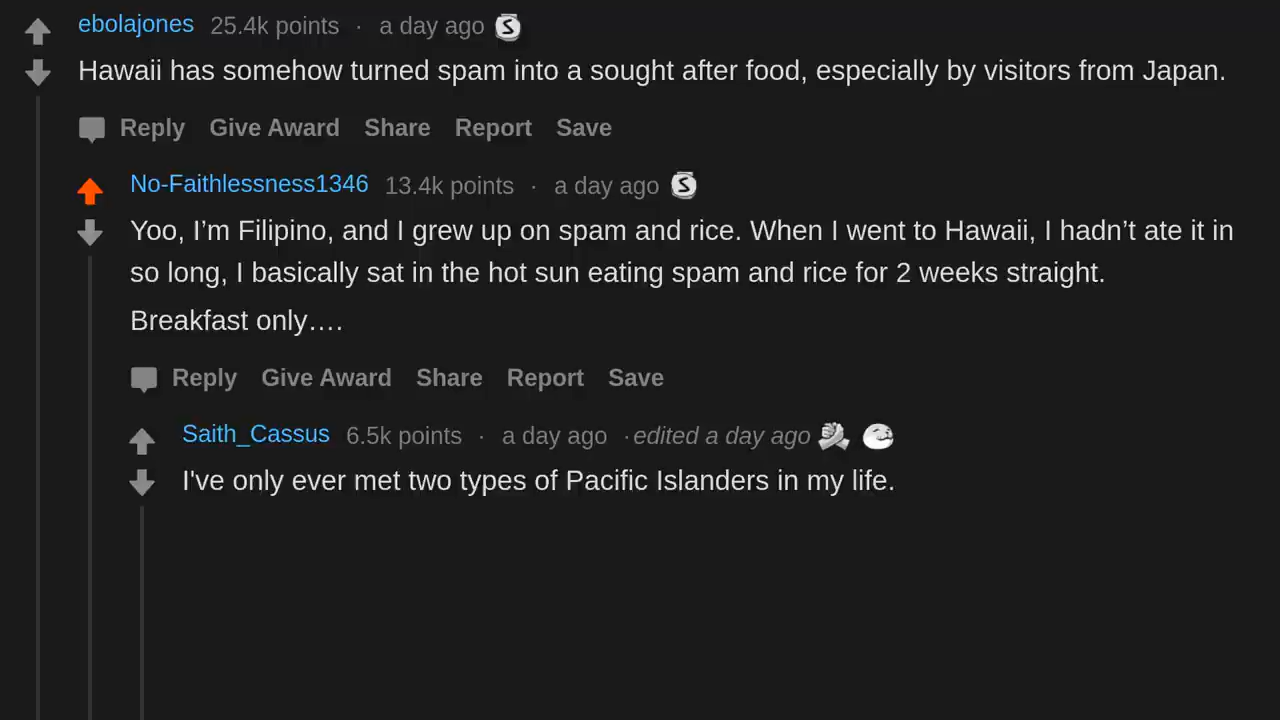 ebolajones 25.4k points · a day ago S
Hawaii has somehow turned spam into a sought after food, especially by visitors from Japan.
Reply Give Award Share Report Save
No-Faithlessness1346 13.4k points · a day ago S
Yoo, I’m Filipino, and I grew up on spam and rice. When I went to Hawaii, I hadn’t ate it in
so long, I basically sat in the hot sun eating spam and rice for 2 weeks straight.
Breakfast only….
Reply Give Award Share Report Save
Saith_Cassus 6.5k points · a day ago · edited a day ago
I've only ever met two types of Pacific Islanders in my life.